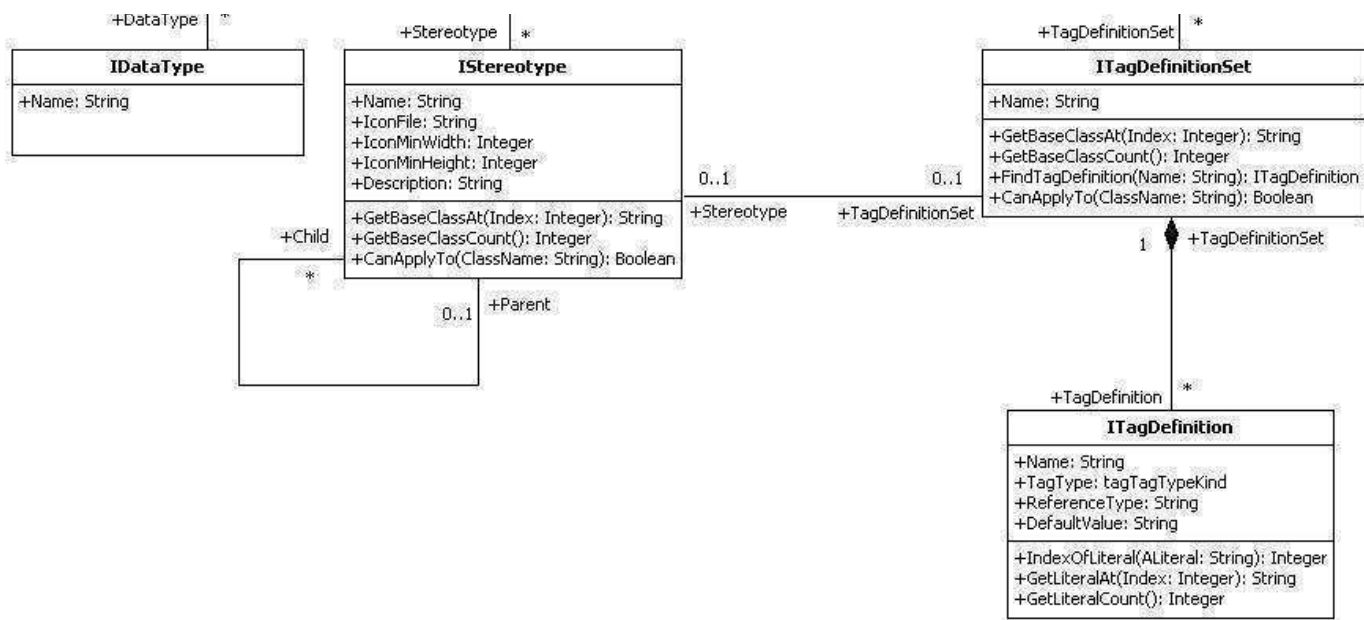 +DataType *
IDataType
+Name: String
+Stereotype *
IStereotype
+Name: String
+IconFile: String
+IconMinWidth: Integer
+IconMinHeight: Integer
+Description: String
+GetBaseClassAt(Index: Integer): String
+GetBaseClassCount(): Integer
+CanApplyTo(ClassName: String): Boolean
+Child
*
0..1
+Parent
0..1
+Stereotype
0..1
+TagDefinitionSet
+TagDefinitionSet *
ITagDefinitionSet
+Name: String
+GetBaseClassAt(Index: Integer): String
+GetBaseClassCount(): Integer
+FindTagDefinition(Name: String): ITagDefinition
+CanApplyTo(ClassName: String): Boolean
1
+TagDefinitionSet
+TagDefinition *
ITagDefinition
+Name: String
+TagType: tagTagTypeKind
+ReferenceType: String
+DefaultValue: String
+IndexOfLiteral(ALiteral: String): Integer
+GetLiteralAt(Index: Integer): String
+GetLiteralCount(): Integer